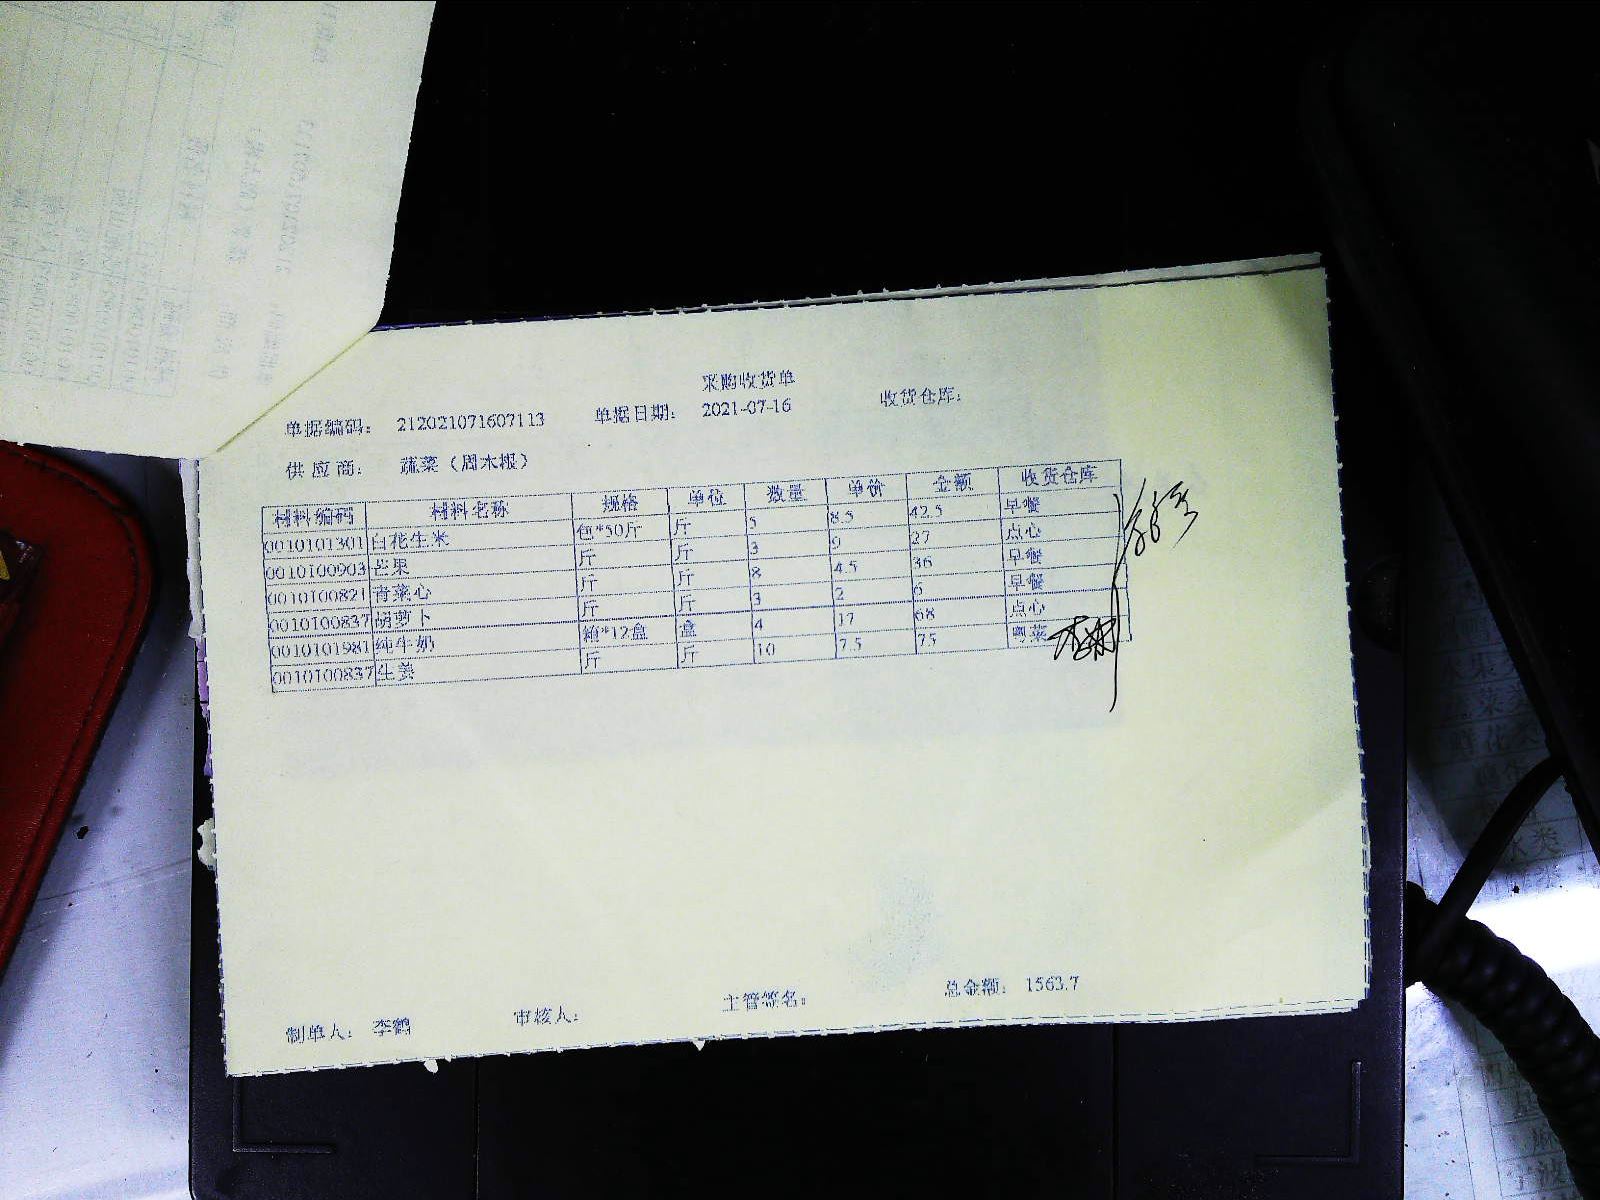 采购收货单
单据编码： 212021071607113 单据日期： 2021-07-16 收货仓库：
供应商： 蔬菜（周木根）
材料编码 材料名称 规格 单位 数量 单价 金额 收货仓库
0010101301 白花生米 包*50斤 斤 5 8.5 42.5 早餐
0010100903 芒果 斤 斤 3 9 27 点心
0010100821 青菜心 斤 斤 8 4.5 36 早餐
0010100837 胡萝卜 斤 斤 3 2 6 早餐
0010101981 纯牛奶 箱*12盒 盒 4 17 68 点心
0010100837 生姜 斤 斤 10 7.5 75 粤菜
制单人： 李鹤 审核人： 主管签名： 总金额： 1563.7